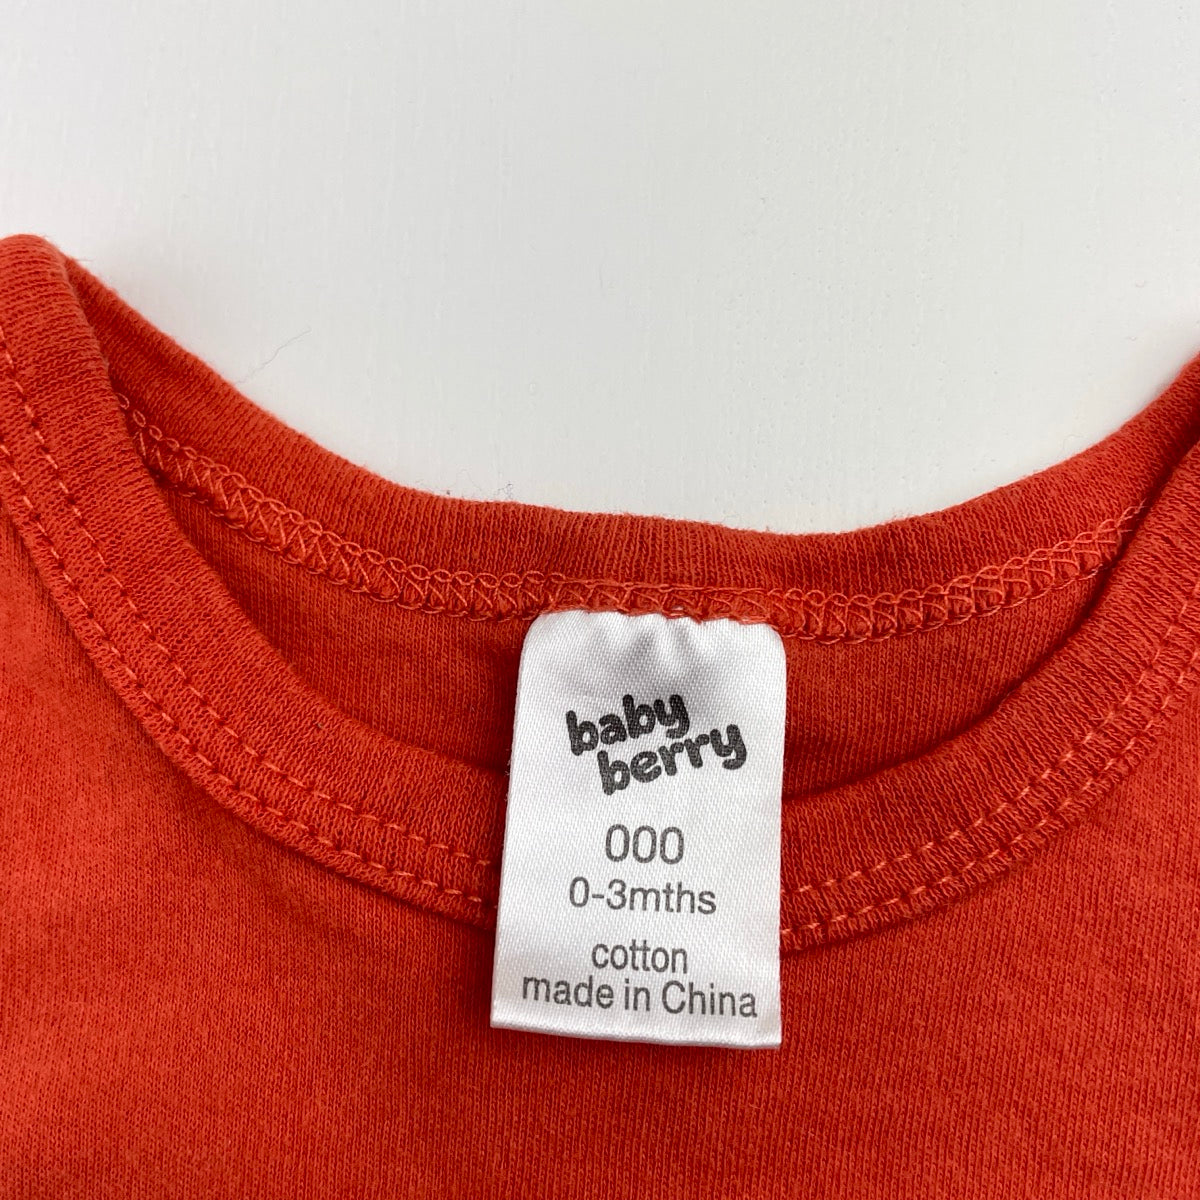 baby
berry
000
0-3mths
cotton
made in China